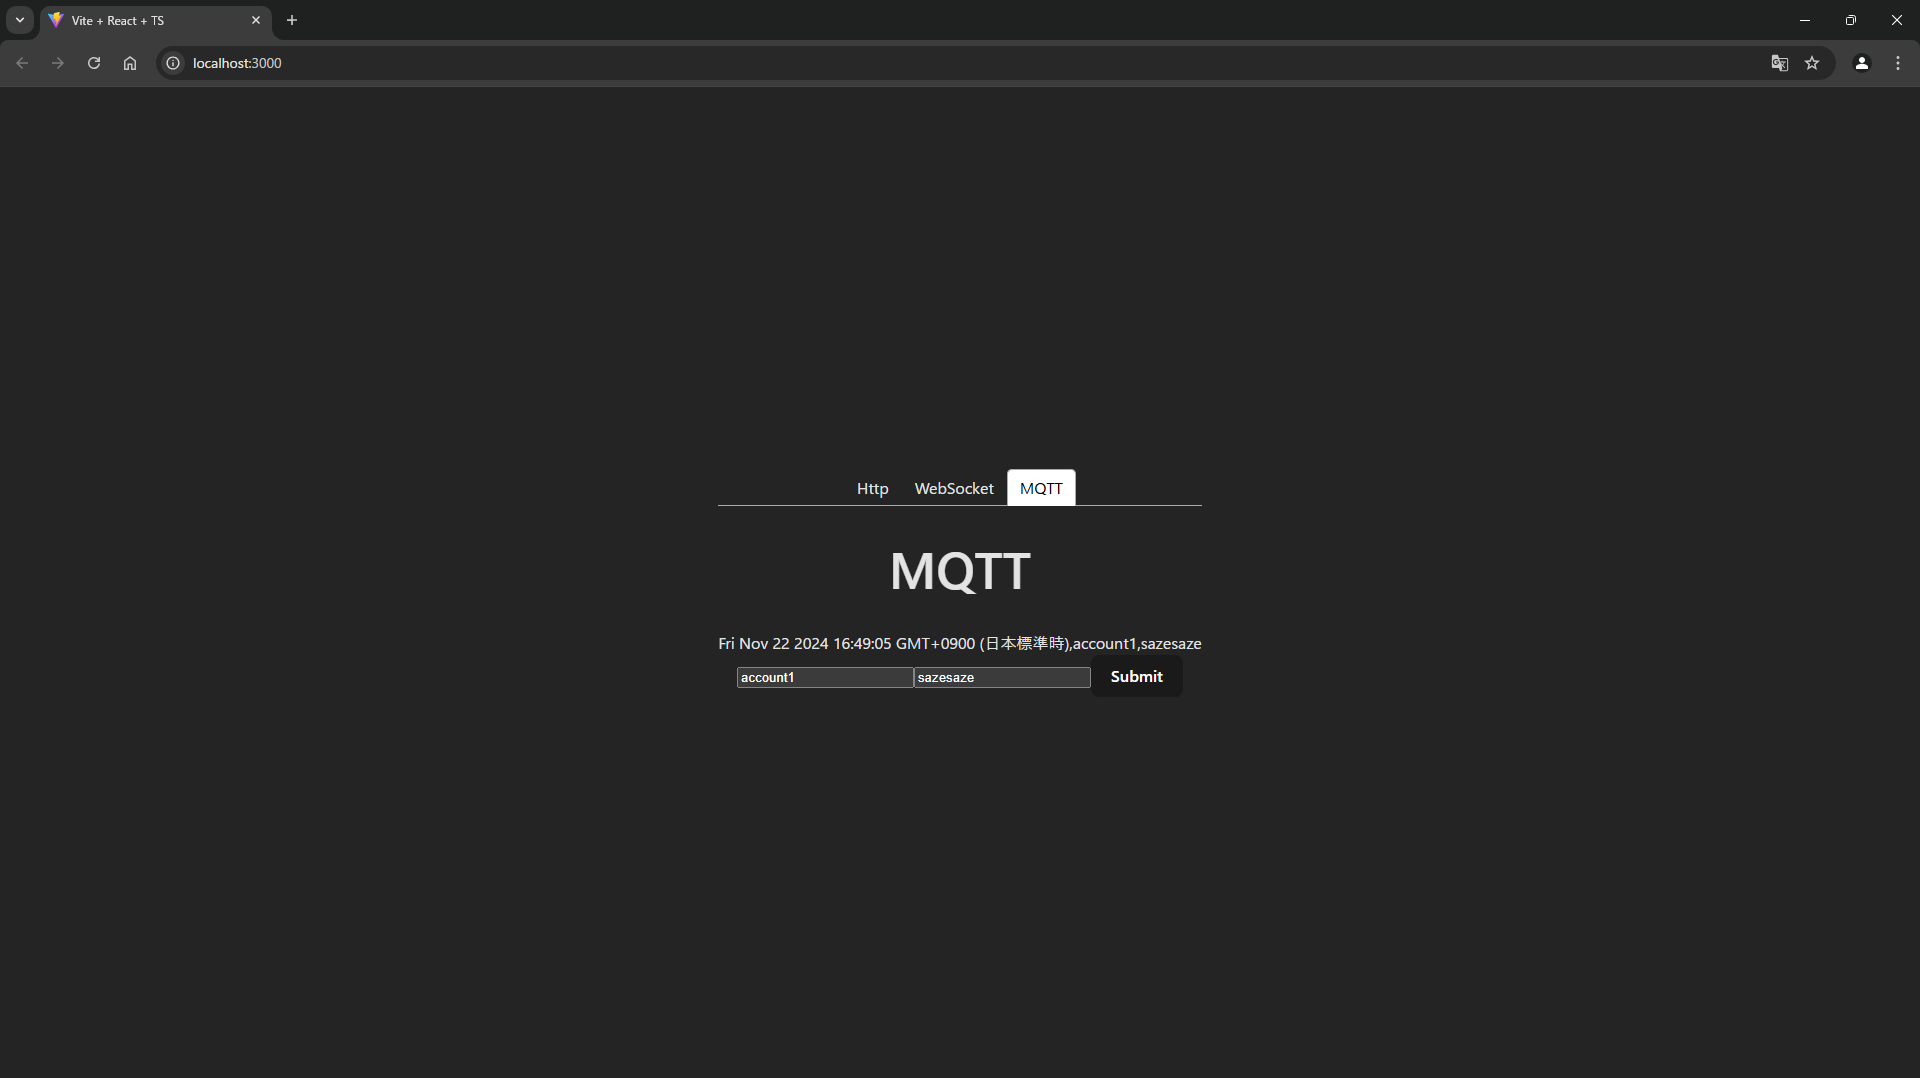 Vite + React + TS
localhost:3000
Http WebSocket MQTT
MQTT
Fri Nov 22 2024 16:49:05 GMT+0900 (日本標準時),account1,sazesaze
account1 sazesaze Submit